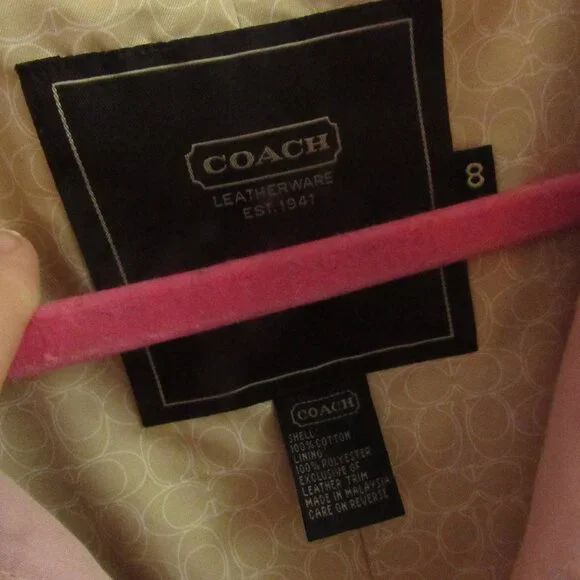 COACH
LEATHERWARE
EST. 1941
8
COACH
SHELL:
100% COTTON
LINING
100% POLYESTER
EXCLUSIVE OF
LEATHER TRIM
MADE IN MALAYSIA
CARE ON REVERSE